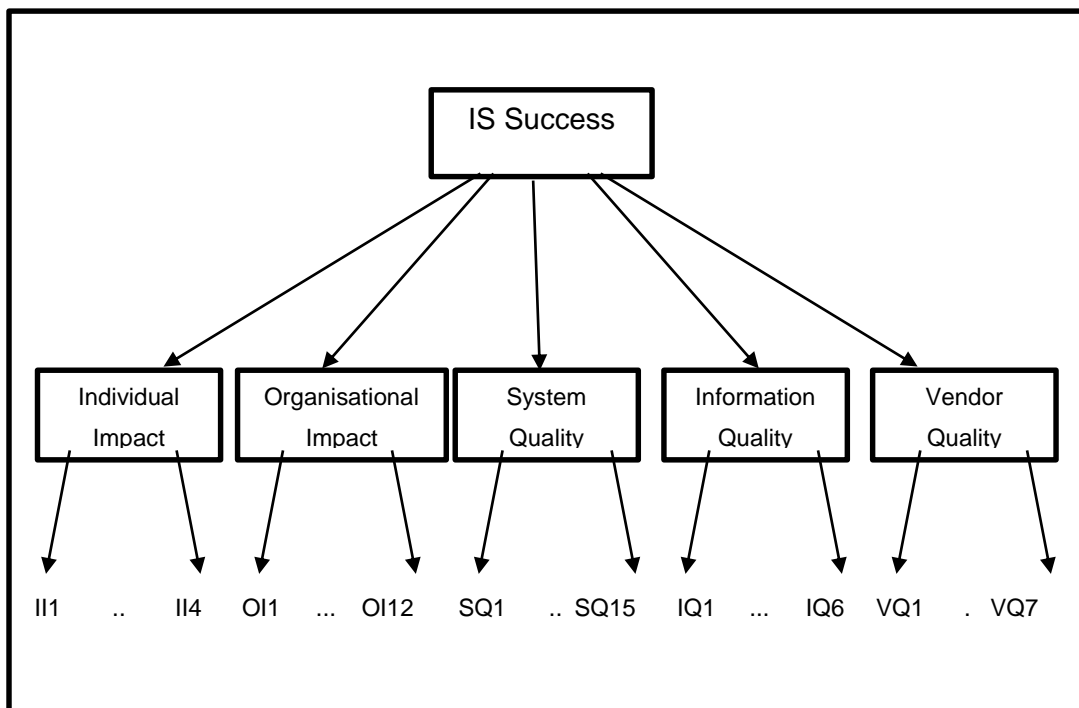 IS Success
Individual
Impact
Organisational
Impact
System
Quality
Information
Quality
Vendor
Quality
II1 .. II4 OI1 ... OI12 SQ1 .. SQ15 IQ1 ... IQ6 VQ1 . VQ7